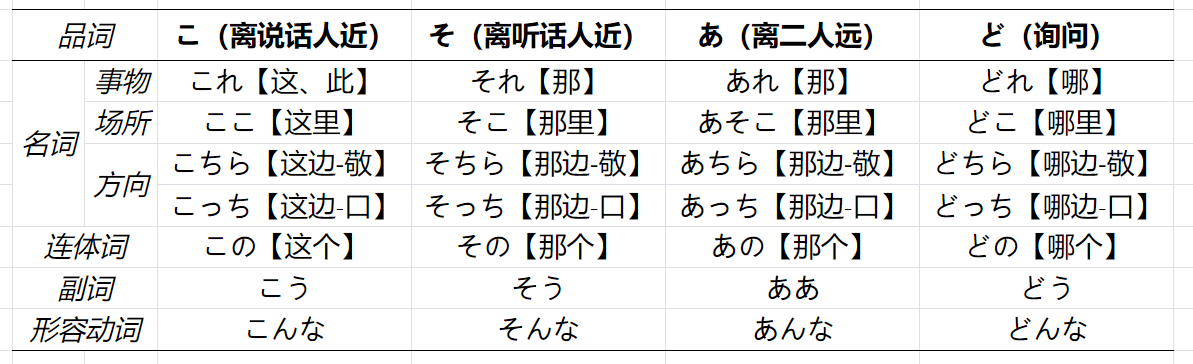 品词 こ（离说话人近） そ（离听话人近） あ（离二人远） ど（询问）
名词 事物 これ【这、此】 それ【那】 あれ【那】 どれ【哪】
场所 ここ【这里】 そこ【那里】 あそこ【那里】 どこ【哪里】
方向 こちら【这边-敬】 そちら【那边-敬】 あちら【那边-敬】 どちら【哪边-敬】
こっち【这边-口】 そっち【那边-口】 あっち【那边-口】 どっち【哪边-口】
连体词 この【这个】 その【那个】 あの【那个】 どの【哪个】
副词 こう そう ああ どう
形容动词 こんな そんな あんな どんな